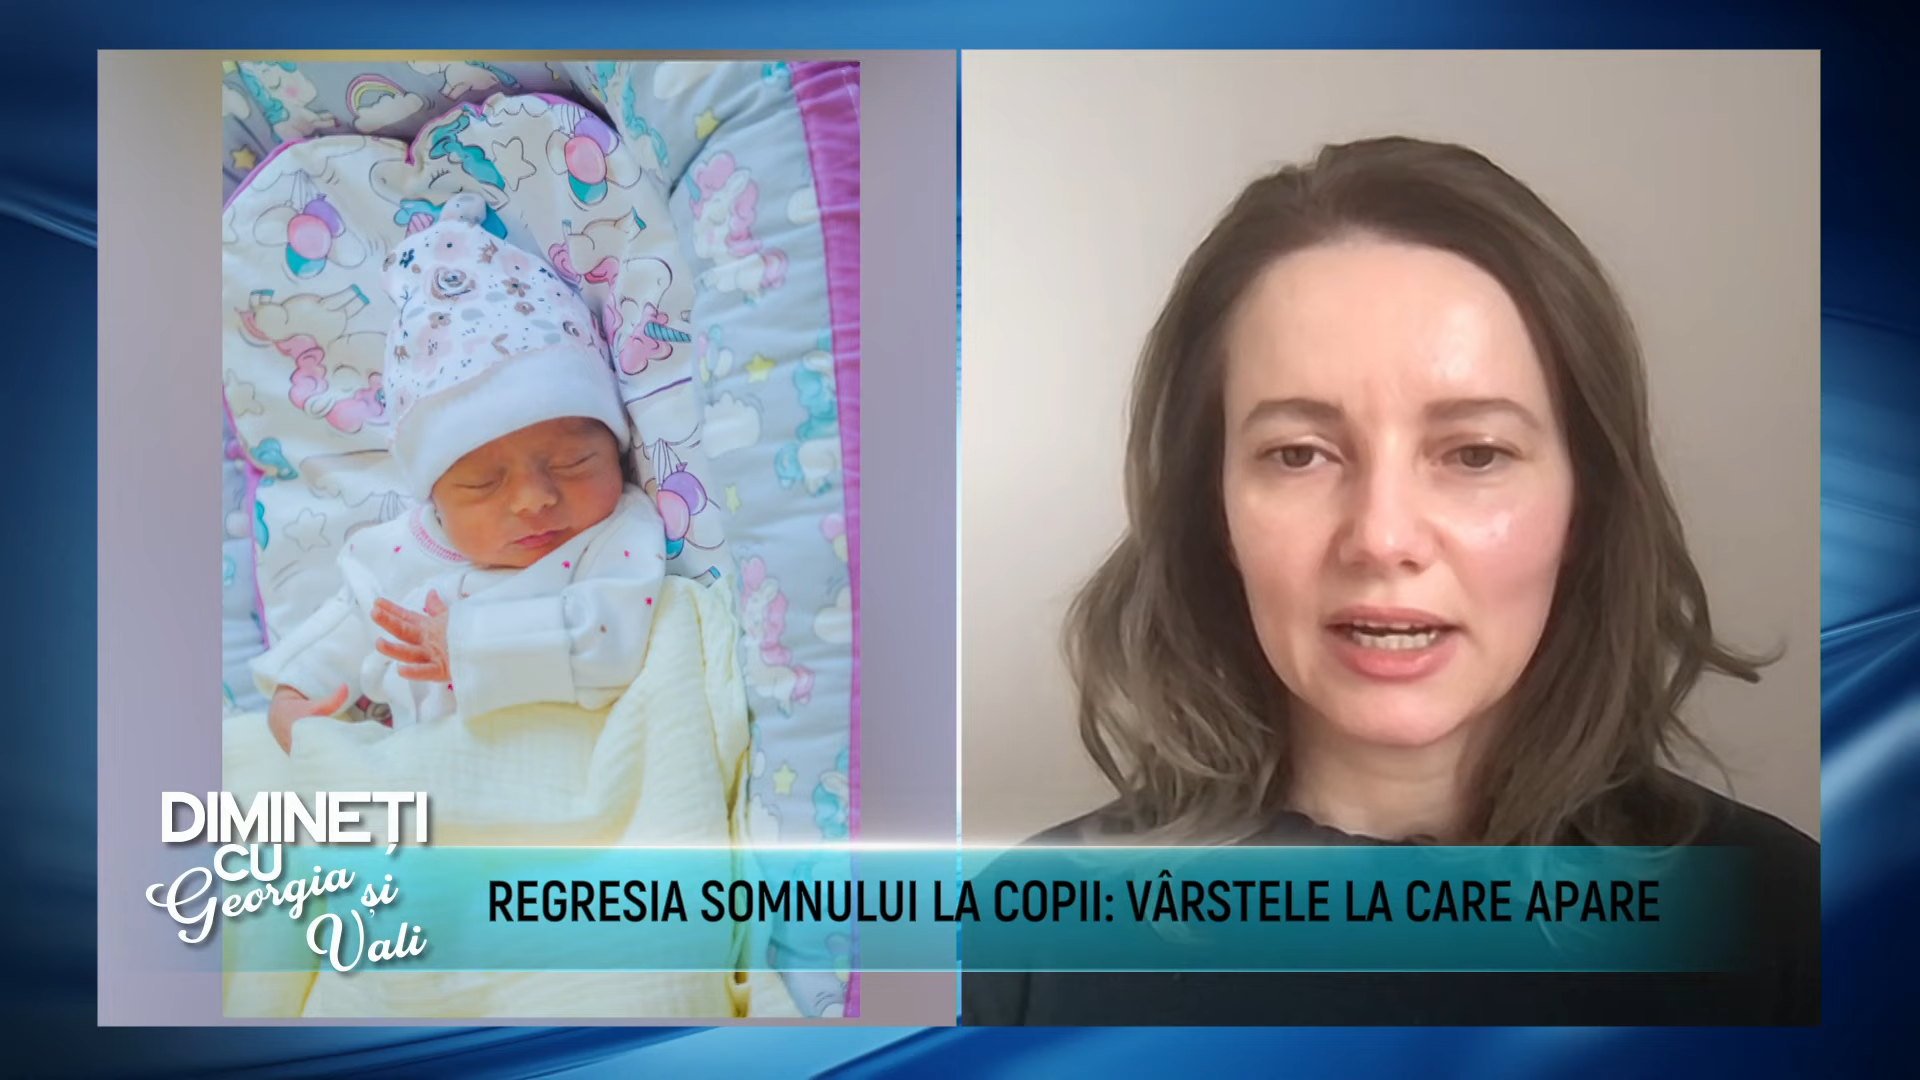 DIMINEȚI
CU
Georgia
și
Vali
REGRESIA SOMNULUI LA COPII: VÂRSTELE LA CARE APARE